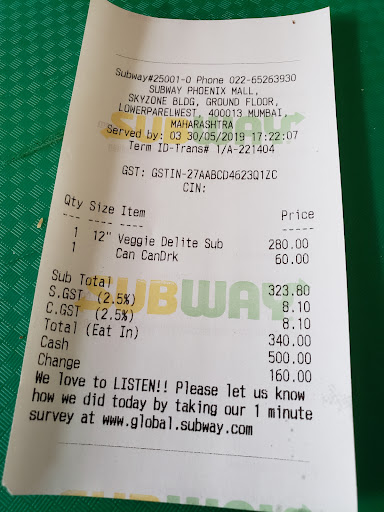 Subway#25001-0 Phone 022-65263930
SUBWAY PHOENIX MALL,
SKYZONE BLDG, GROUND FLOOR,
LOWERPARELWEST, 400013 MUMBAI,
MAHARASHTRA
Served by: 03 30/05/2019 17:22:07
Term ID-Trans# 1/A-221404
GST: GSTIN-27AABCD4623Q1ZC
CIN:
Qty Size Item Price
--- ---- ---- -----
1 12" Veggie Delite Sub 280.00
1 Can CanDrk 60.00
Sub Total 323.80
S.GST (2.5%) 8.10
C.GST (2.5%) 8.10
Total (Eat In) 340.00
Cash 500.00
Change 160.00
We love to LISTEN!! Please let us know
how we did today by taking our 1 minute
survey at www.global.subway.com
SUBWAY
SUBWAY
SUBWAY